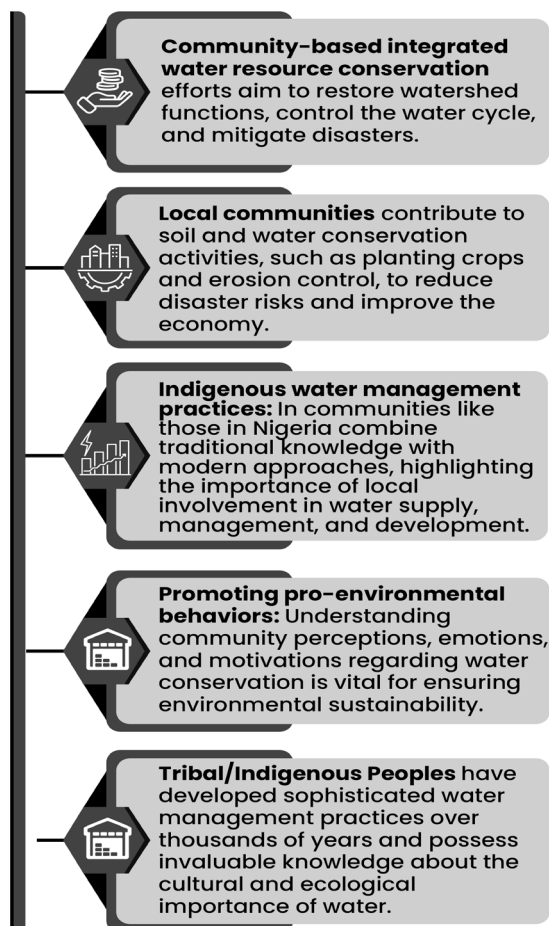 Community-based integrated
water resource conservation
efforts aim to restore watershed
functions, control the water cycle,
and mitigate disasters.
Local communities contribute to
soil and water conservation
activities, such as planting crops
and erosion control, to reduce
disaster risks and improve the
economy.
Indigenous water management
practices: In communities like
those in Nigeria combine
traditional knowledge with
modern approaches, highlighting
the importance of local
involvement in water supply,
management, and development.
Promoting pro-environmental
behaviors: Understanding
community perceptions, emotions,
and motivations regarding water
conservation is vital for ensuring
environmental sustainability.
Tribal/Indigenous Peoples have
developed sophisticated water
management practices over
thousands of years and possess
invaluable knowledge about the
cultural and ecological
importance of water.